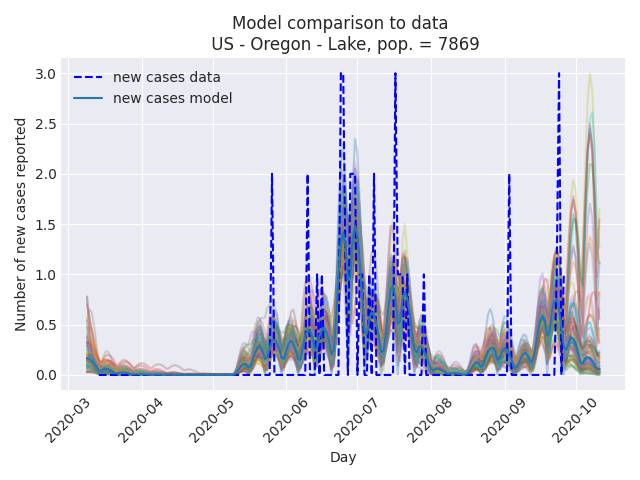 Model comparison to data
US - Oregon - Lake, pop. = 7869
new cases data
new cases model
Number of new cases reported
3.0
2.5
2.0
1.5
1.0
0.5
0.0
2020-03
2020-04
2020-05
2020-06
2020-07
2020-08
2020-09
2020-10
Day